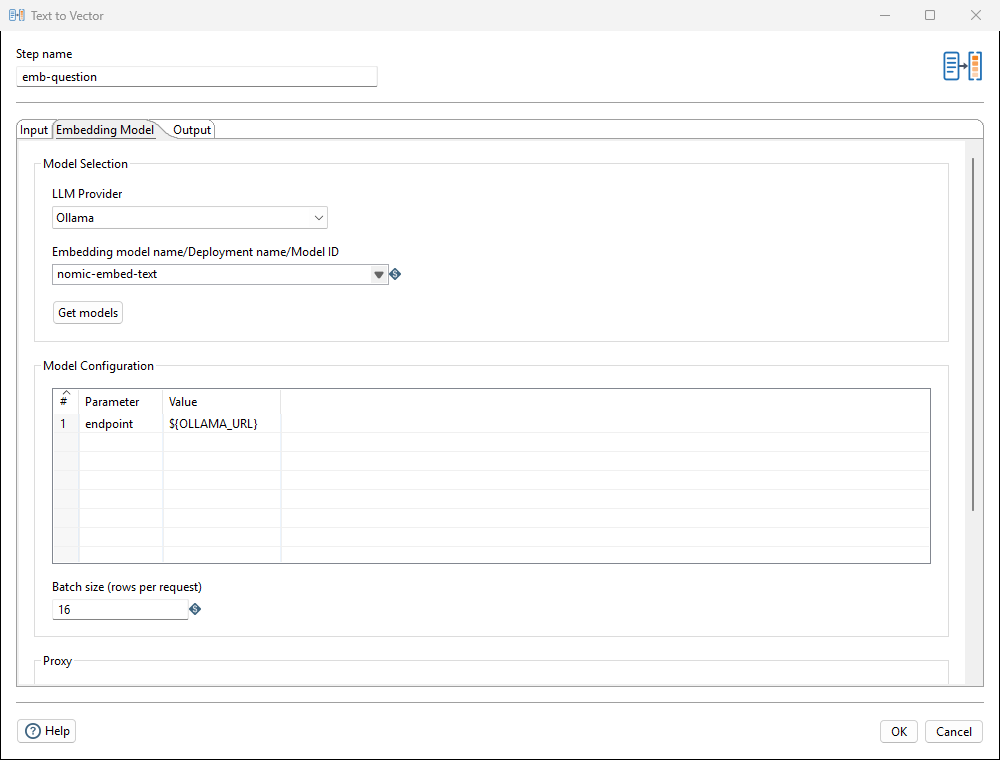 Text to Vector
Step name
emb-question
Input Embedding Model Output
Model Selection
LLM Provider
Ollama
Embedding model name/Deployment name/Model ID
nomic-embed-text
Get models
Model Configuration
# Parameter Value
1 endpoint ${OLLAMA_URL}
Batch size (rows per request)
16
Proxy
Help OK Cancel